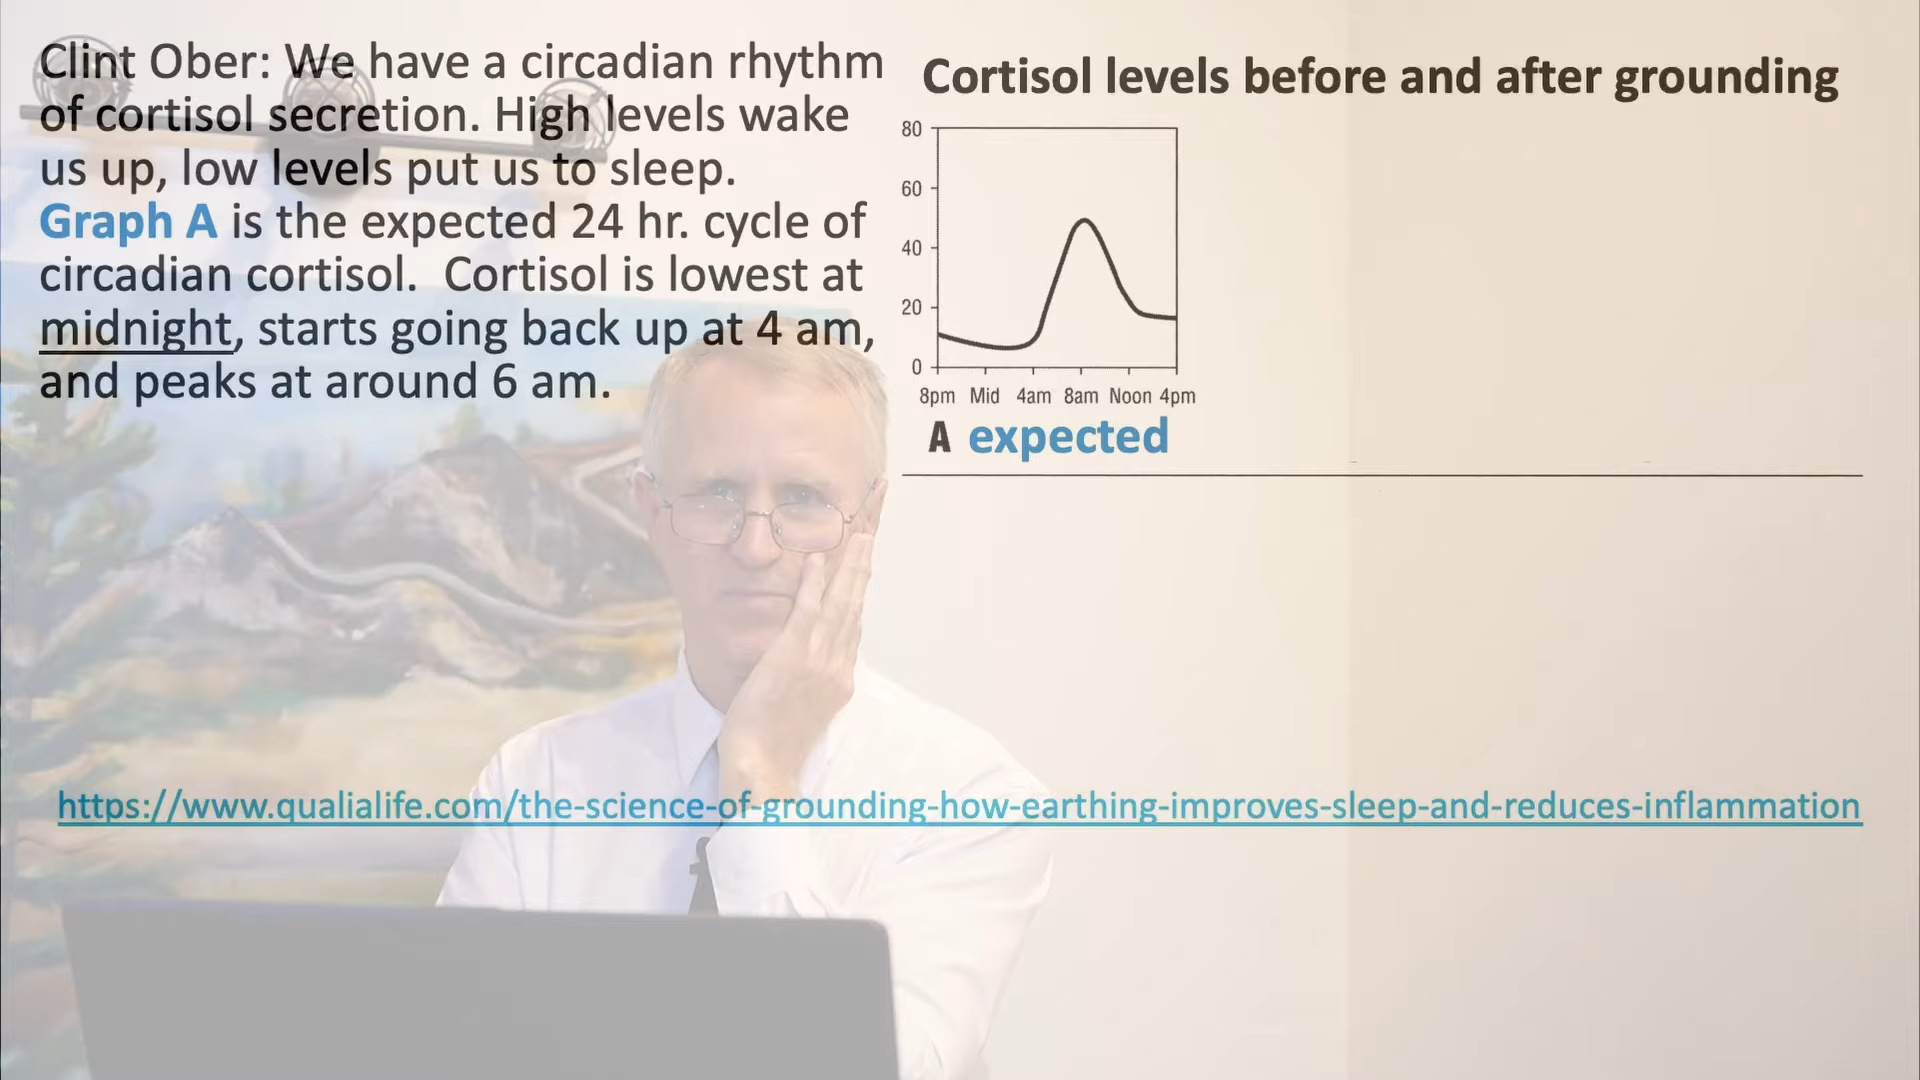 Clint Ober: We have a circadian rhythm
of cortisol secretion. High levels wake
us up, low levels put us to sleep.
Graph A is the expected 24 hr. cycle of
circadian cortisol. Cortisol is lowest at
midnight, starts going back up at 4 am,
and peaks at around 6 am.
Cortisol levels before and after grounding
80
60
40
20
0
8pm Mid 4am 8am Noon 4pm
A expected
https://www.qualialife.com/the-science-of-grounding-how-earthing-improves-sleep-and-reduces-inflammation